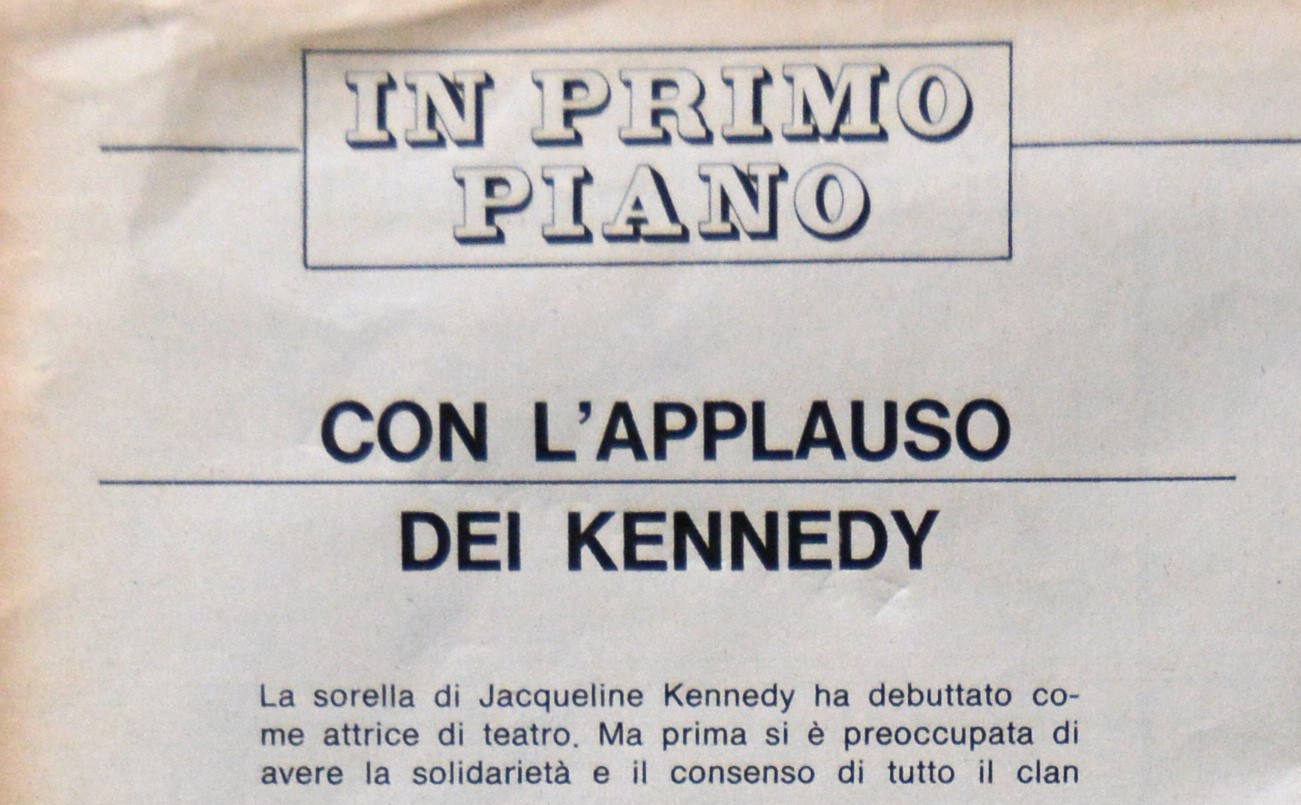 IN PRIMO
PIANO
CON L'APPLAUSO
DEI KENNEDY
La sorella di Jacqueline Kennedy ha debuttato co-
me attrice di teatro. Ma prima si è preoccupata di
avere la solidarietà e il consenso di tutto il clan